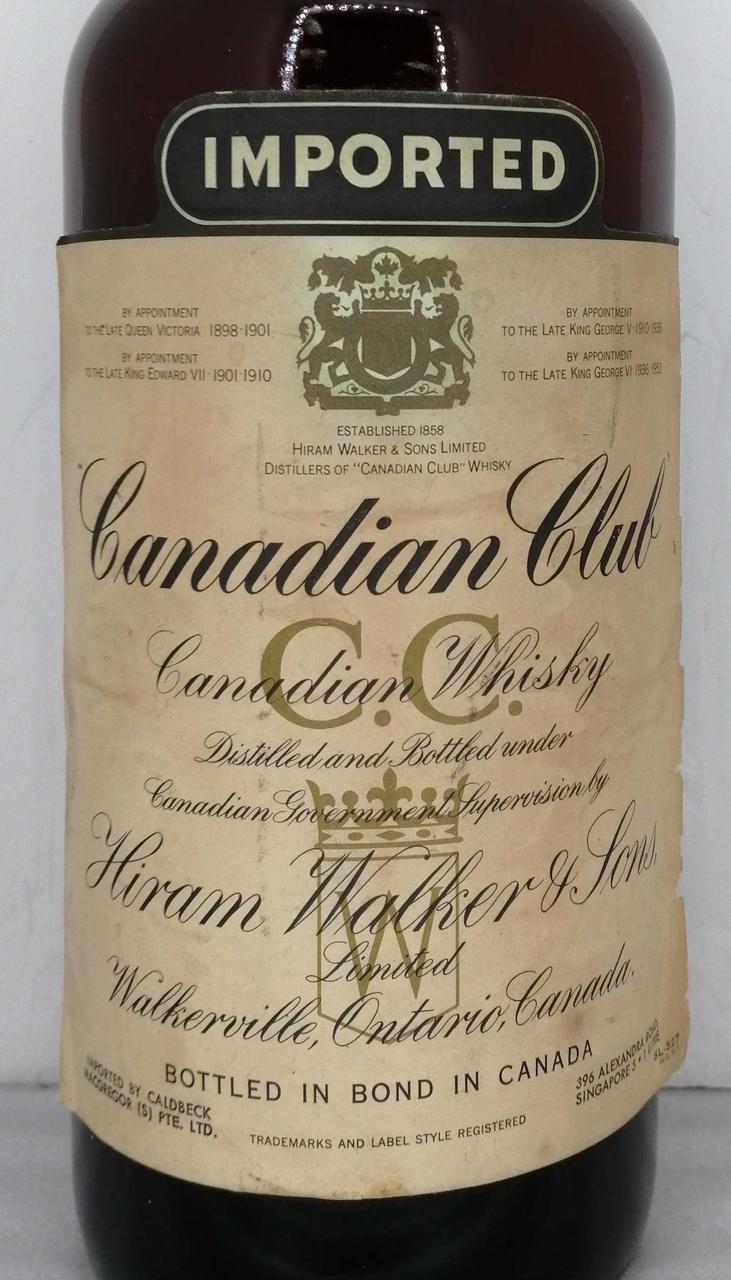 IMPORTED
BY APPOINTMENT
TO THE LATE QUEEN VICTORIA 1898-1901
BY APPOINTMENT
TO THE LATE KING EDWARD VII - 1901-1910
BY APPOINTMENT
TO THE LATE KING GEORGE V - 1910 1936
BY APPOINTMENT
TO THE LATE KING GEORGE VI 1936 1952
ESTABLISHED 1858
HIRAM WALKER & SONS LIMITED
DISTILLERS OF "CANADIAN CLUB" WHISKY
"Canadian Club"
C.C.
Canadian Whisky
Distilled and Bottled under
Canadian Government Supervision by
Hiram Walker & Sons,
W
Limited
Walkerville, Ontario, Canada.
BOTTLED IN BOND IN CANADA
IMPORTED BY CALDBECK
MACGREGOR (S) PTE. LTD.
396 ALEXANDRA ROAD,
SINGAPORE 5 • 1 LITRE
TRADEMARKS AND LABEL STYLE REGISTERED